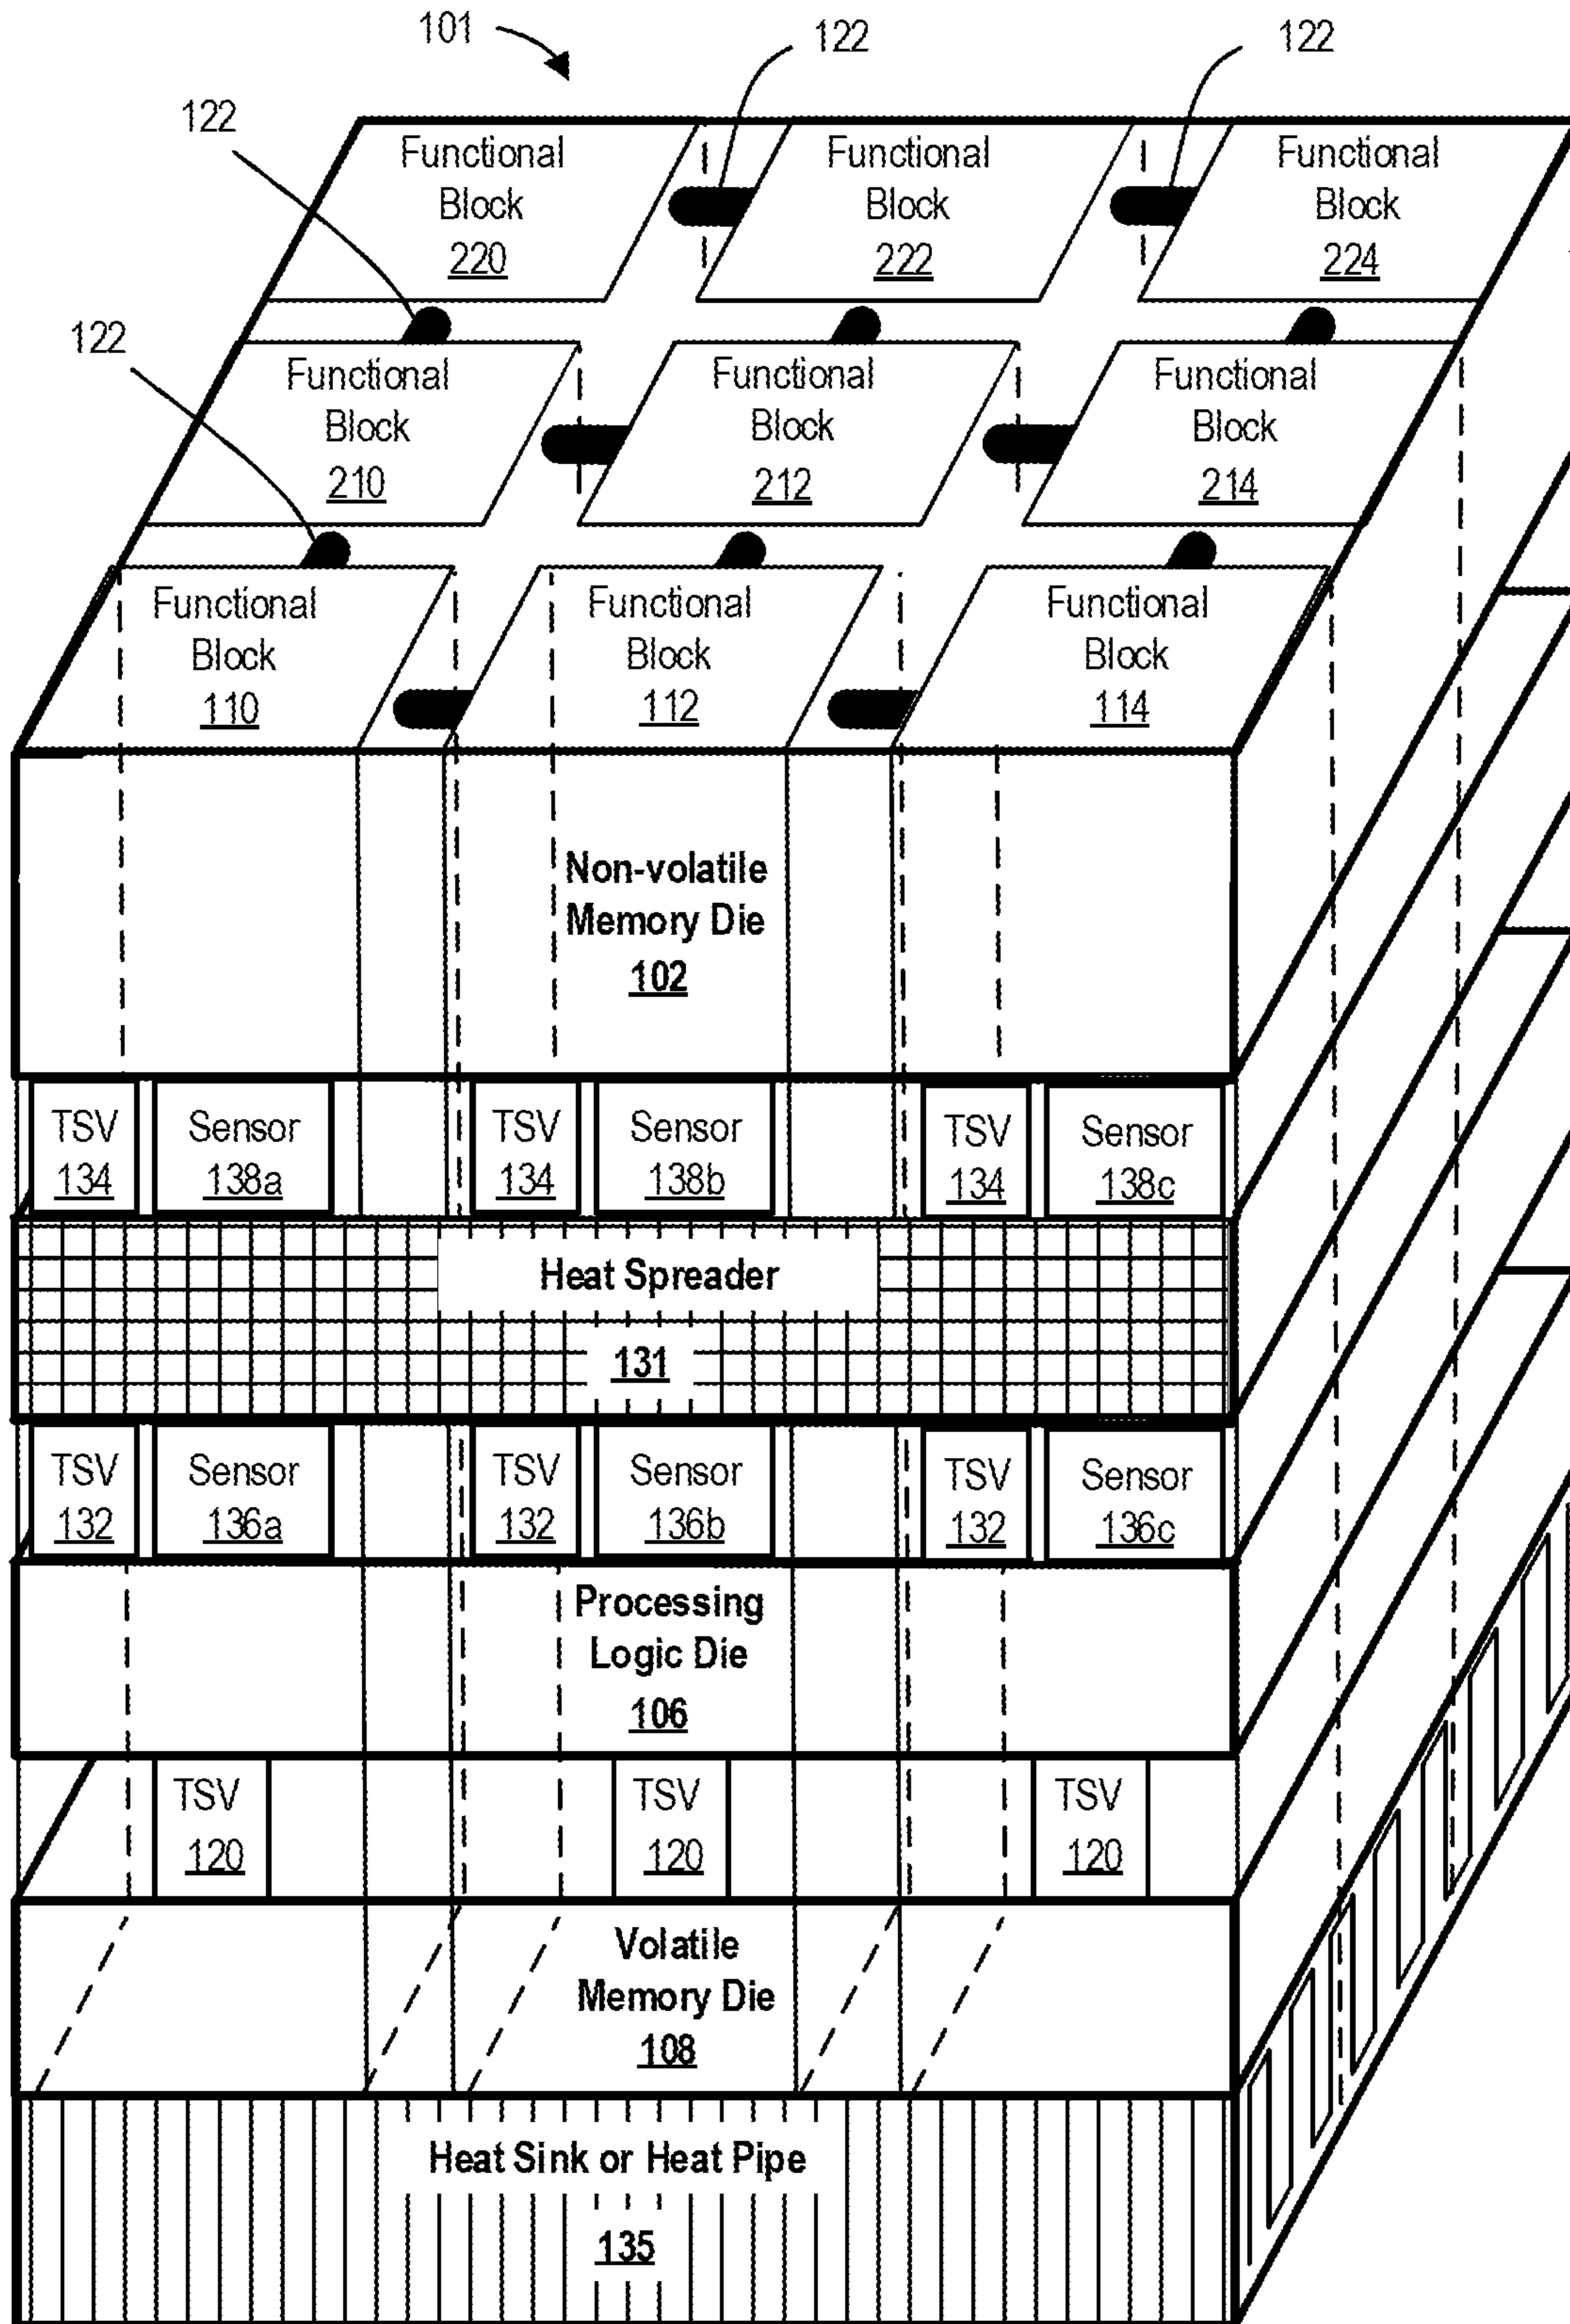 101
122
122
122
Functional
Block
220
Functional
Block
222
Functional
Block
224
122
Functional
Block
210
Functional
Block
212
Functional
Block
214
Functional
Block
110
Functional
Block
112
Functional
Block
114
Non-volatile
Memory Die
102
TSV
134
Sensor
138a
TSV
134
Sensor
138b
TSV
134
Sensor
138c
Heat Spreader
131
TSV
132
Sensor
136a
TSV
132
Sensor
136b
TSV
132
Sensor
136c
Processing
Logic Die
106
TSV
120
TSV
120
TSV
120
Volatile
Memory Die
108
Heat Sink or Heat Pipe
135